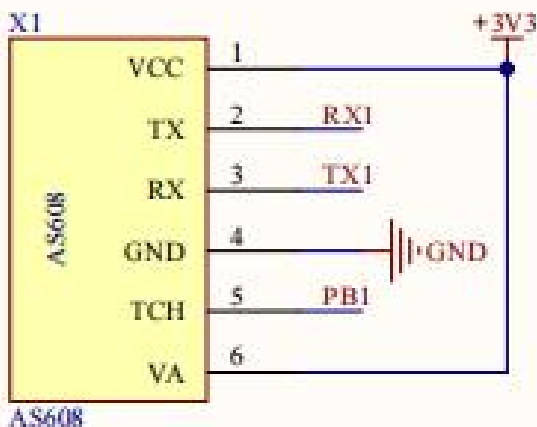 X1
+3V3
VCC 1
TX 2 RX1
RX 3 TX1
AS608
GND 4 GND
TCH 5 PB1
VA 6
AS608